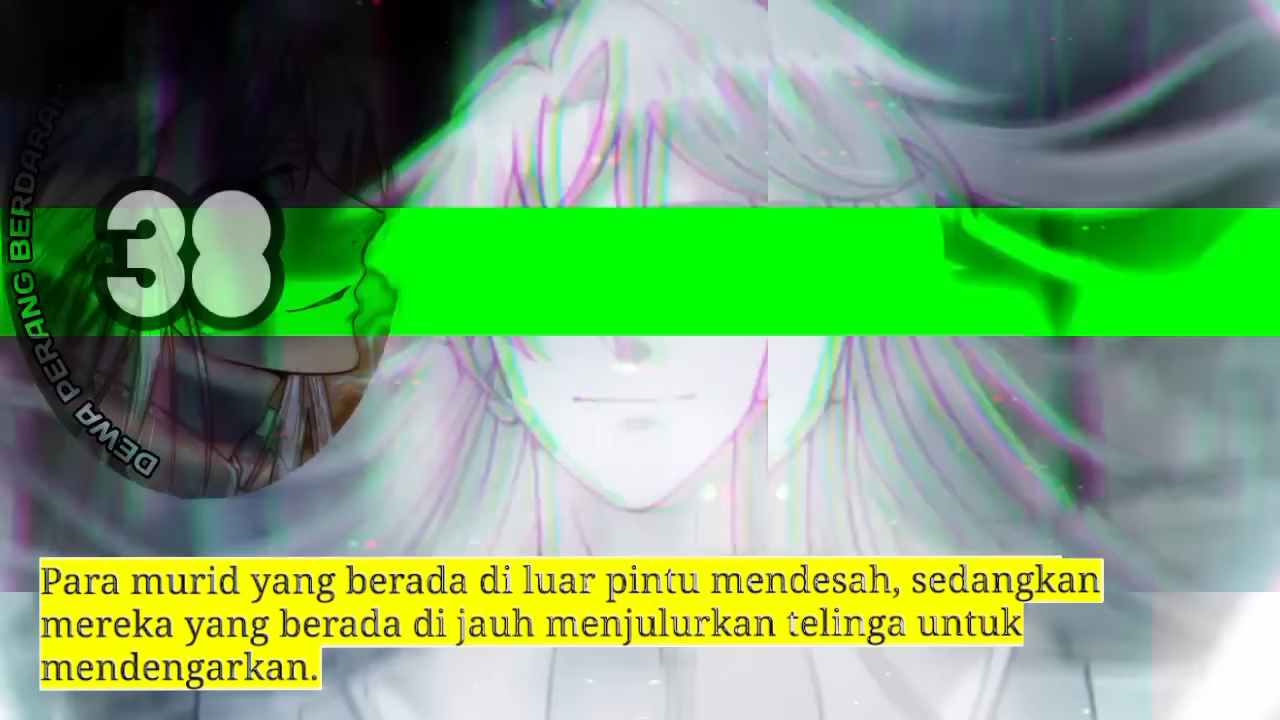 DEWA PERANG BERDARAH
38
Para murid yang berada di luar pintu mendesah, sedangkan
mereka yang berada di jauh menjulurkan telinga untuk
mendengarkan.